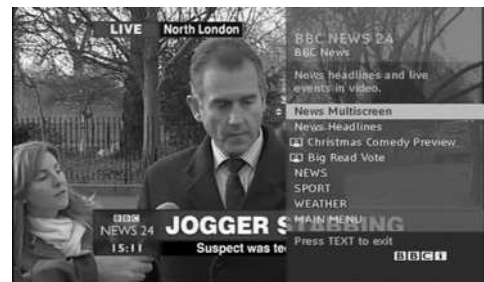 LIVE North London
BBC NEWS 24
BBC News
News headlines and live
events in video.
News Multiscreen
News Headlines
Christmas Comedy Preview
Big Read Vote
NEWS
SPORT
WEATHER
MAIN MENU
Press TEXT to exit
BBCi
BBC
NEWS 24
15:11
JOGGER STABBING
Suspect was